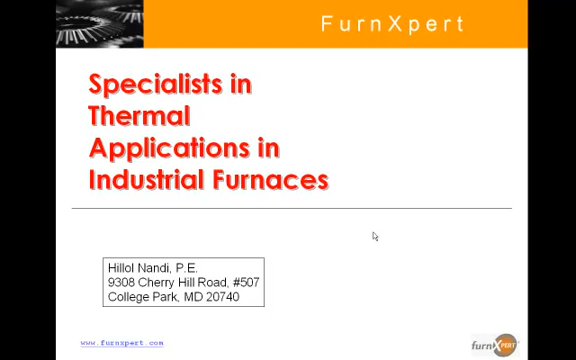 FurnXpert
Specialists in
Thermal
Applications in
Industrial Furnaces
Hillol Nandi, P.E.
9308 Cherry Hill Road, #507
College Park, MD 20740
www.furnxpert.com
furnXPERT